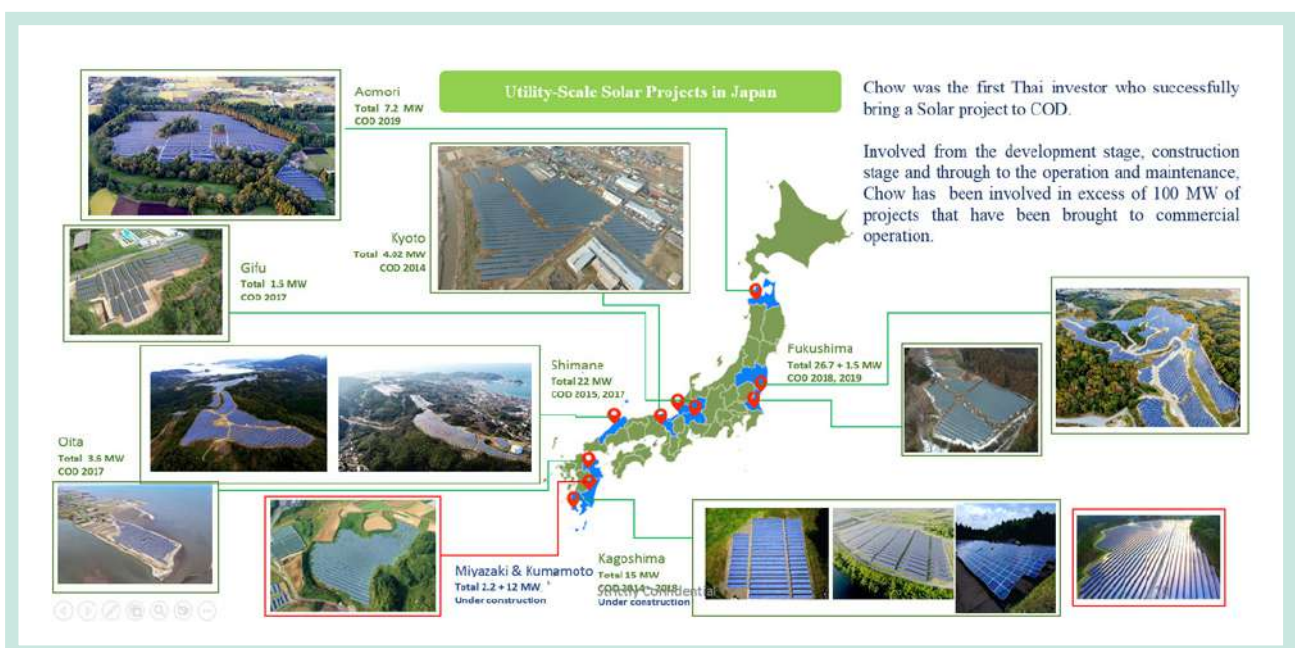 Utility-Scale Solar Projects in Japan
Chow was the first Thai investor who successfully
bring a Solar project to COD.
Involved from the development stage, construction
stage and through to the operation and maintenance,
Chow has been involved in excess of 100 MW of
projects that have been brought to commercial
operation.
Aomori
Total 7.2 MW
COD 2019
Kyoto
Total 4.02 MW
COD 2014
Gifu
Total 1.5 MW
COD 2017
Shimane
Total 22 MW
COD 2015, 2017
Fukushima
Total 26.7 + 1.5 MW
COD 2018, 2019
Oita
Total 3.6 MW
COD 2017
Miyazaki & Kumamoto
Total 2.2 + 12 MW
Under construction
Kagoshima
Total 15 MW
COD 2014 - 2018
Under construction
Strictly Confidential